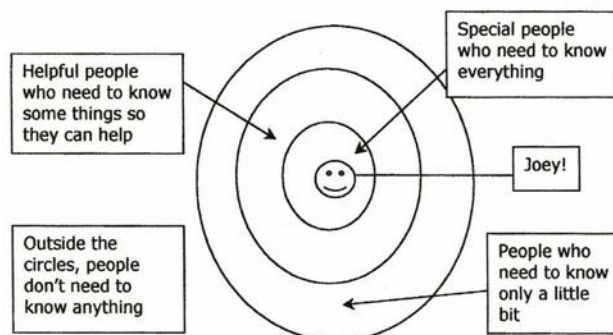 Special people
who need to know
everything
Helpful people
who need to know
some things so
they can help
Joey!
Outside the
circles, people
don't need to
know anything
People who
need to know
only a little
bit